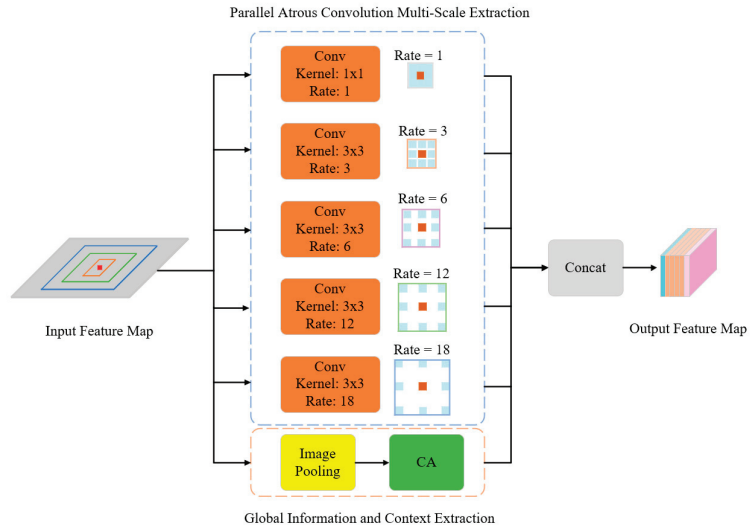 Parallel Atrous Convolution Multi-Scale Extraction
Conv
Kernel: 1x1
Rate: 1
Rate = 1
Conv
Kernel: 3x3
Rate: 3
Rate = 3
Conv
Kernel: 3x3
Rate: 6
Rate = 6
Conv
Kernel: 3x3
Rate: 12
Rate = 12
Conv
Kernel: 3x3
Rate: 18
Rate = 18
Input Feature Map
Concat
Output Feature Map
Image
Pooling
CA
Global Information and Context Extraction